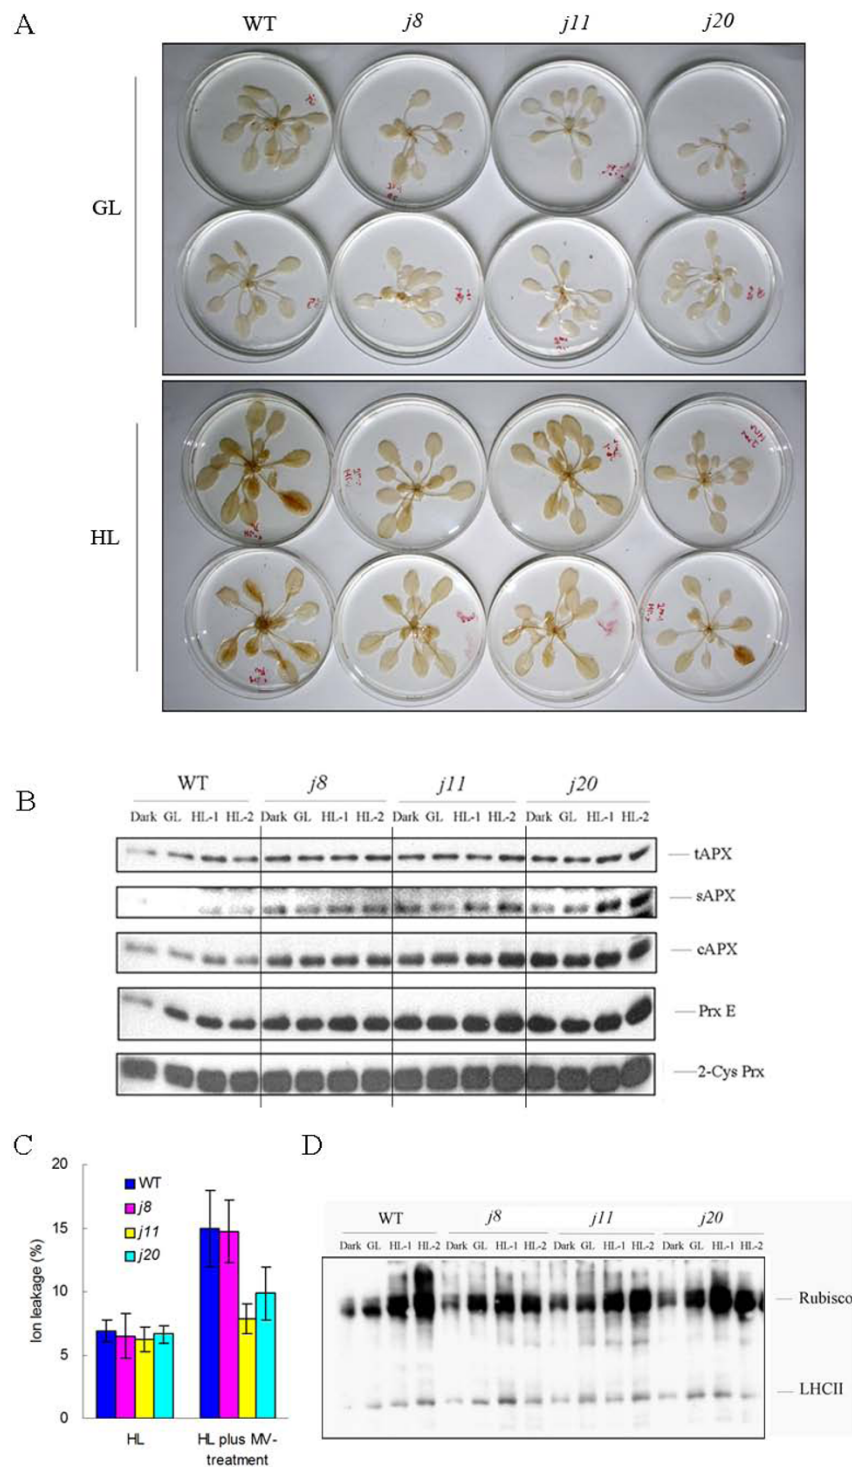 A
WT j8 j11 j20
GL
HL
B
WT j8 j11 j20
Dark GL HL-1 HL-2 Dark GL HL-1 HL-2 Dark GL HL-1 HL-2 Dark GL HL-1 HL-2
tAPX
sAPX
cAPX
Prx E
2-Cys Prx
C
20
15
10
5
0
Ion leakage (%)
WT
j8
j11
j20
HL
HL plus MV-
treatment
D
WT j8 j11 j20
Dark GL HL-1 HL-2 Dark GL HL-1 HL-2 Dark GL HL-1 HL-2 Dark GL HL-1 HL-2
Rubisco
LHCII